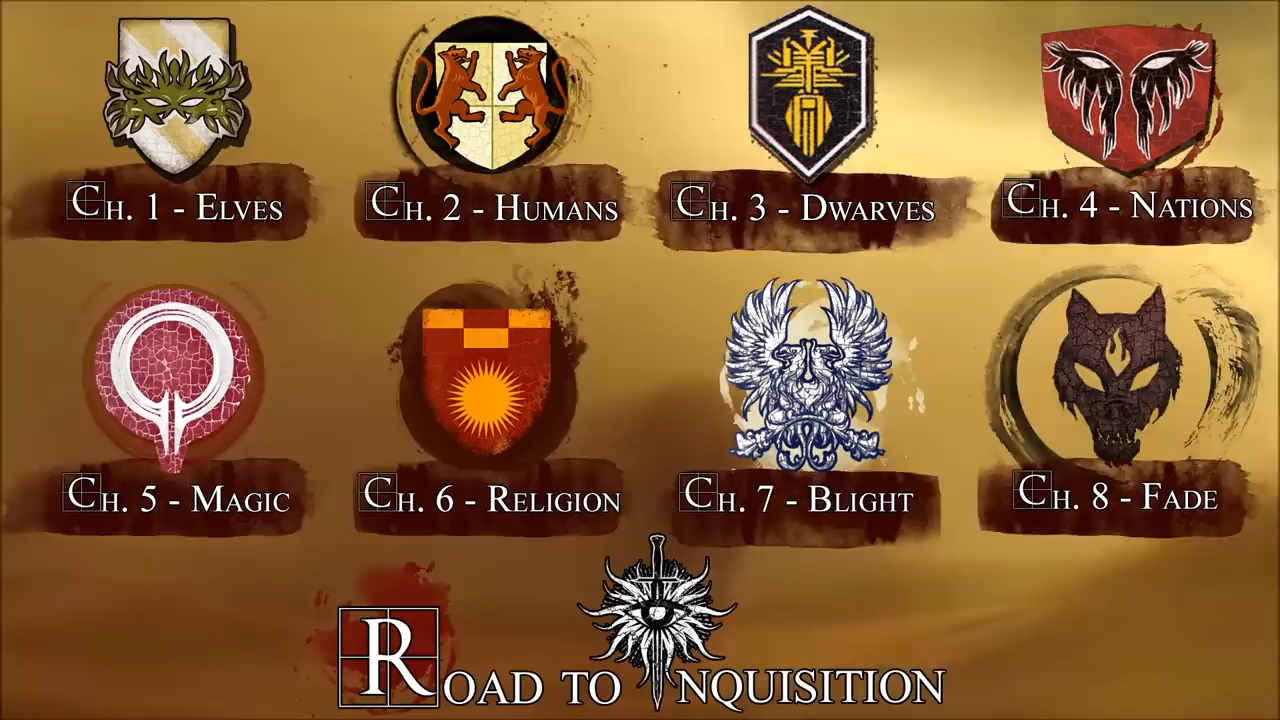 Ch. 1 - Elves
Ch. 2 - Humans
Ch. 3 - Dwarves
Ch. 4 - Nations
Ch. 5 - Magic
Ch. 6 - Religion
Ch. 7 - Blight
Ch. 8 - Fade
Road to Inquisition